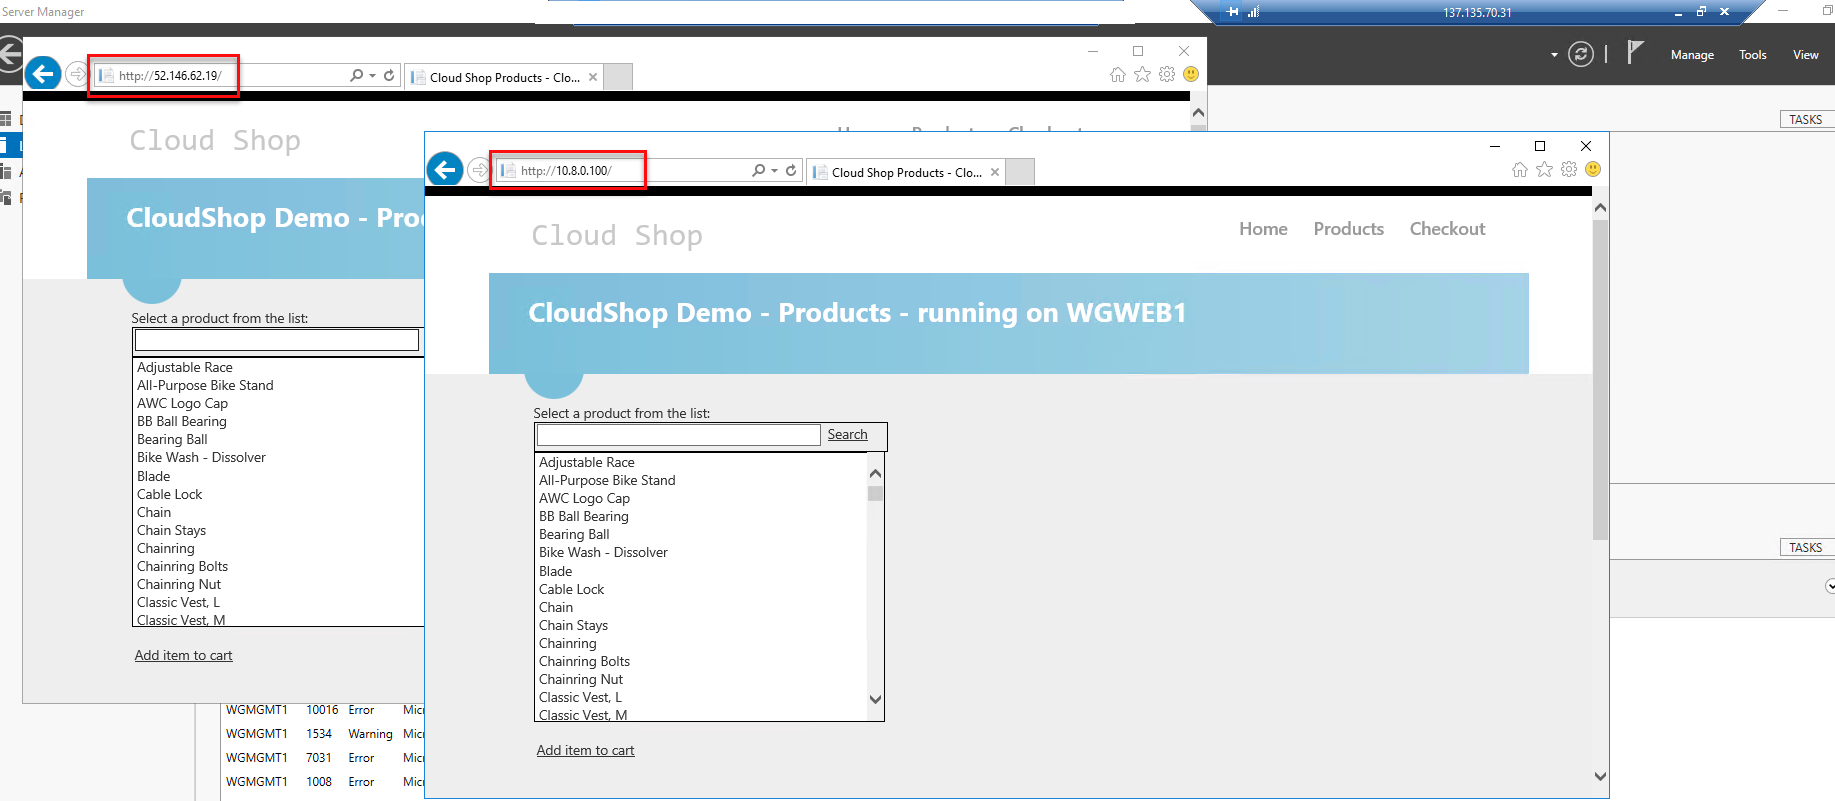 Server Manager
137.135.70.31
Manage
Tools
View
http://52.146.62.19/
Cloud Shop Products - Clo...
TASKS
Cloud Shop
CloudShop Demo - Pro
Select a product from the list:
Adjustable Race
All-Purpose Bike Stand
AWC Logo Cap
BB Ball Bearing
Bearing Ball
Bike Wash - Dissolver
Blade
Cable Lock
Chain
Chain Stays
Chainring
Chainring Bolts
Chainring Nut
Classic Vest, L
Classic Vest, M
Add item to cart
http://10.8.0.100/
Cloud Shop Products - Clo...
Cloud Shop
Home Products Checkout
CloudShop Demo - Products - running on WGWEB1
Select a product from the list:
Search
Adjustable Race
All-Purpose Bike Stand
AWC Logo Cap
BB Ball Bearing
Bearing Ball
Bike Wash - Dissolver
Blade
Cable Lock
Chain
Chain Stays
Chainring
Chainring Bolts
Chainring Nut
Classic Vest, L
Classic Vest, M
Add item to cart
TASKS
WGMGMT1 10016 Error
WGMGMT1 1534 Warning
WGMGMT1 7031 Error
WGMGMT1 1008 Error